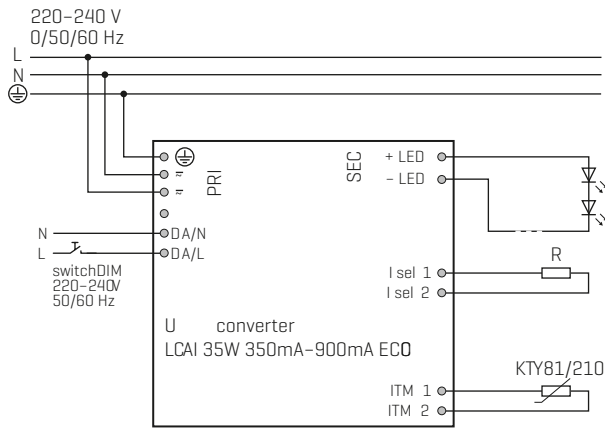 220–240 V
0/50/60 Hz
L
N
PRI
SEC
+ LED
– LED
N
DA/N
L
DA/L
switchDIM
220–240V
50/60 Hz
R
I sel 1
I sel 2
U converter
LCAI 35W 350mA–900mA ECO
KTY81/210
ITM 1
ITM 2